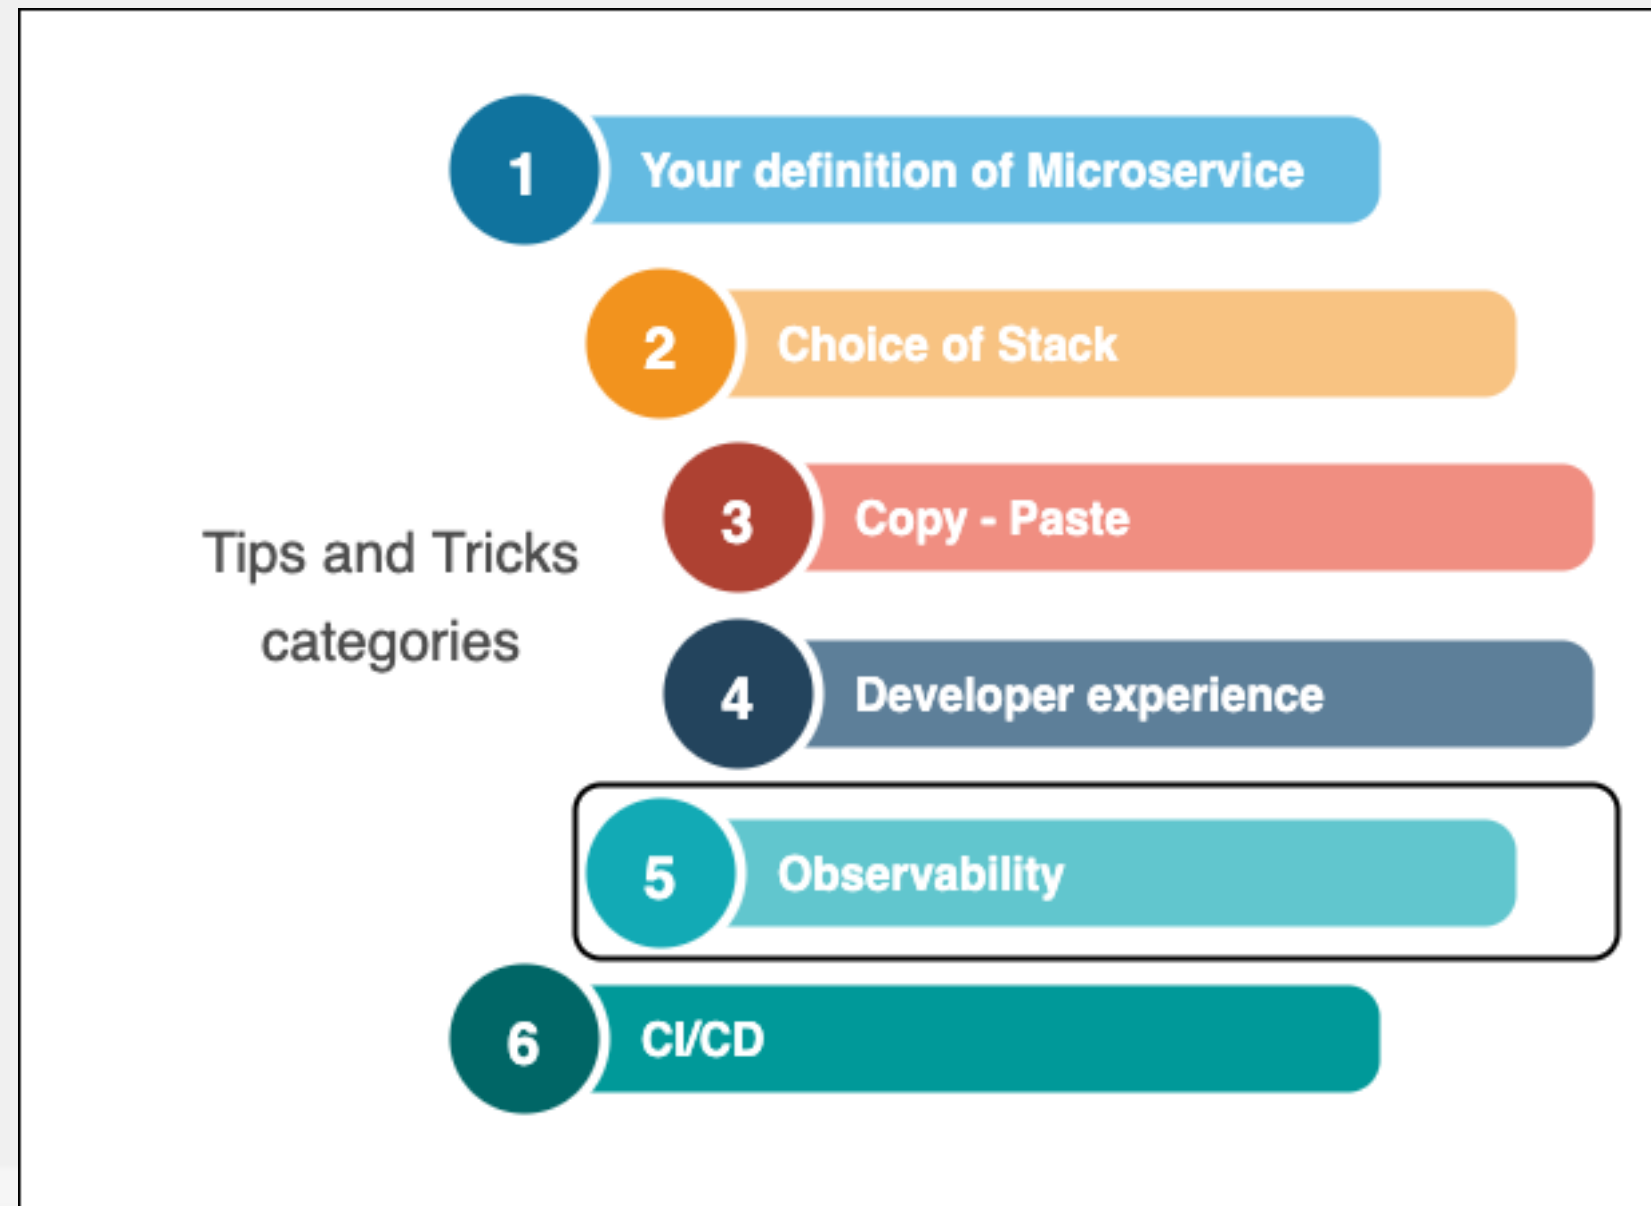 1 Your definition of Microservice
2 Choice of Stack
3 Copy - Paste
Tips and Tricks
categories
4 Developer experience
5 Observability
6 CI/CD